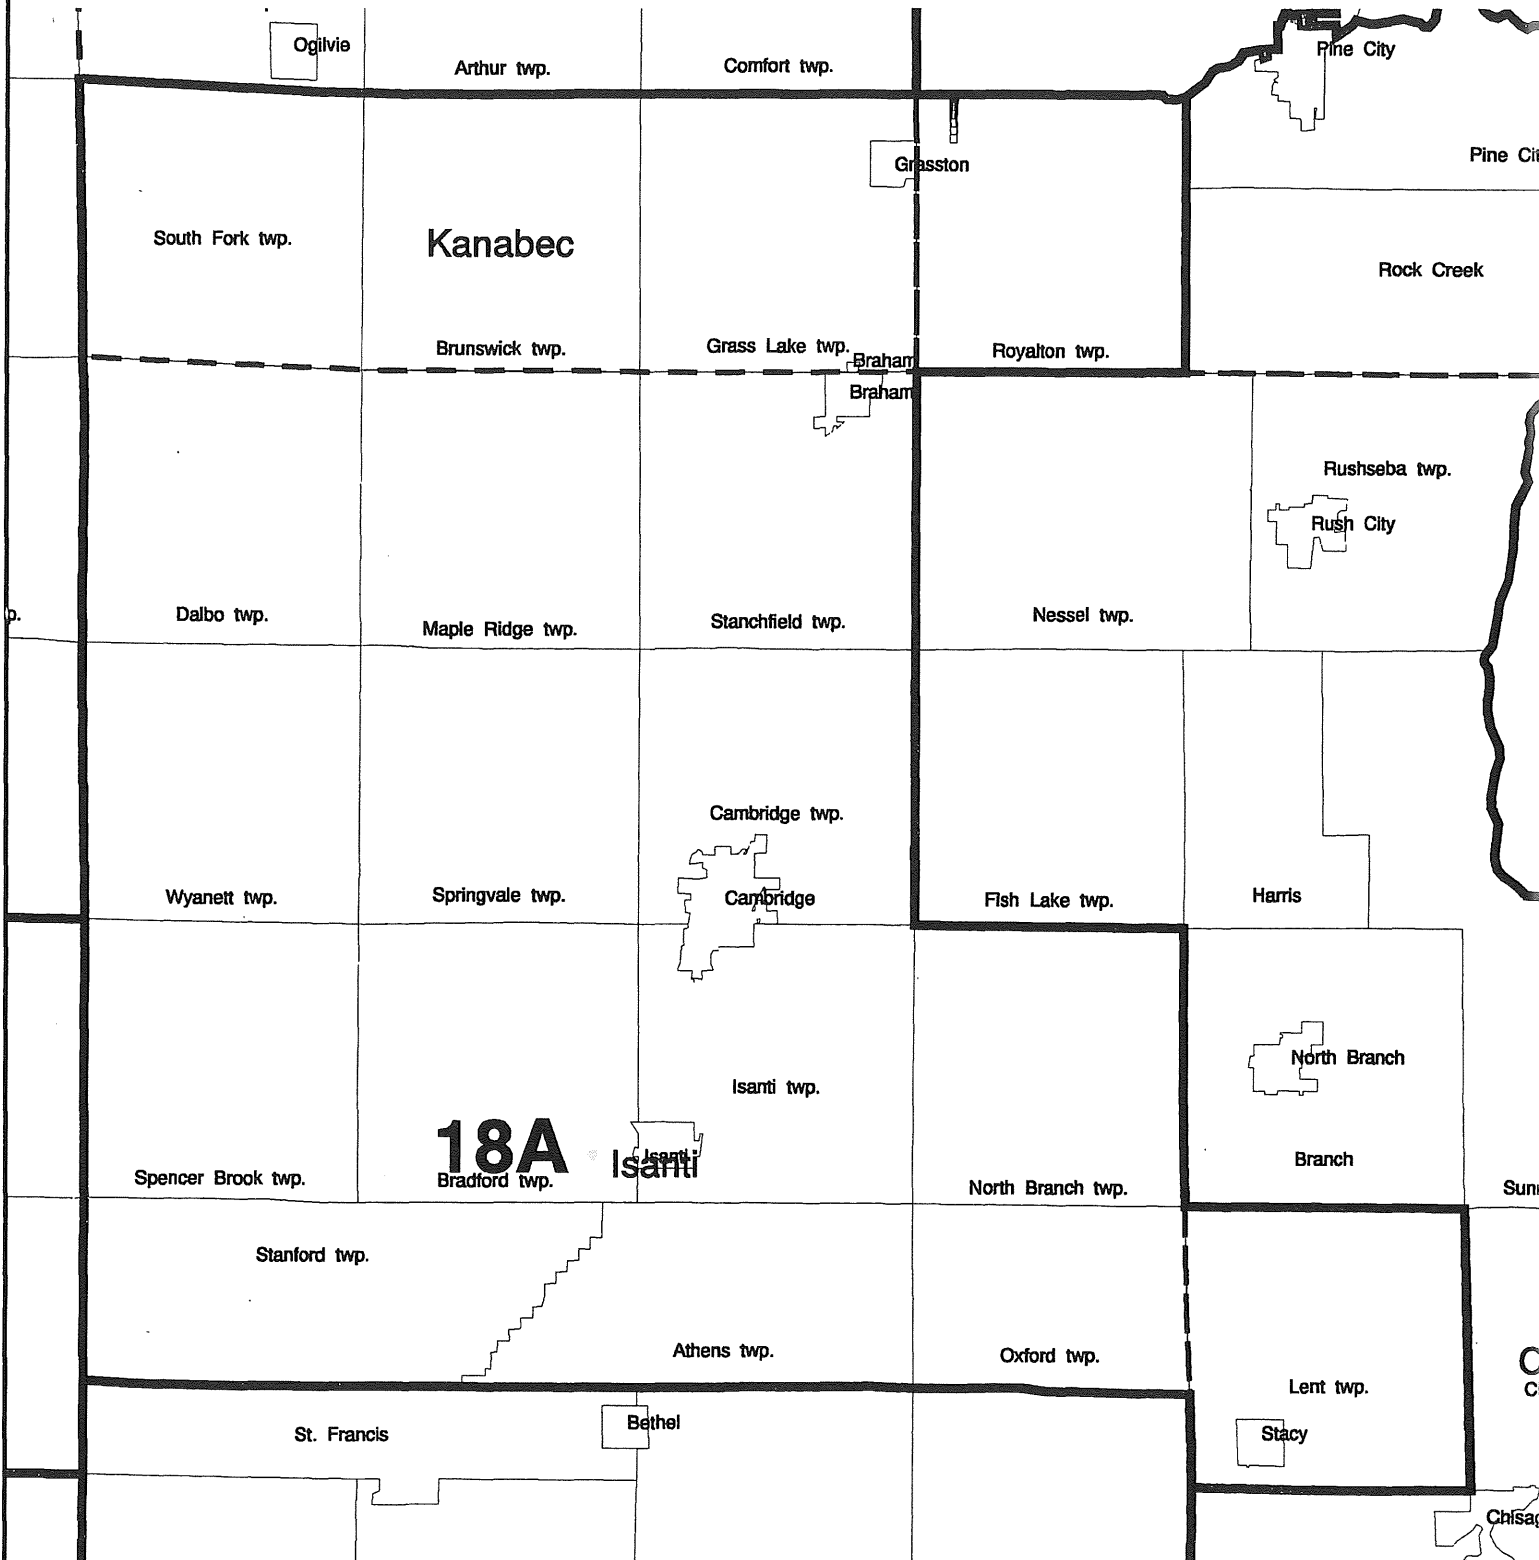 Ogilvie
Arthur twp.
Comfort twp.
Pine City
Grasston
South Fork twp.
Kanabec
Rock Creek
Brunswick twp.
Grass Lake twp.
Braham
Royalton twp.
Braham
Rushseba twp.
Rush City
Dalbo twp.
Maple Ridge twp.
Stanchfield twp.
Nessel twp.
Cambridge twp.
Wyanett twp.
Springvale twp.
Cambridge
Fish Lake twp.
Harris
North Branch
Isanti twp.
18A
Isanti
Isanti
Branch
Spencer Brook twp.
Bradford twp.
North Branch twp.
Stanford twp.
Athens twp.
Oxford twp.
Lent twp.
St. Francis
Bethel
Stacy